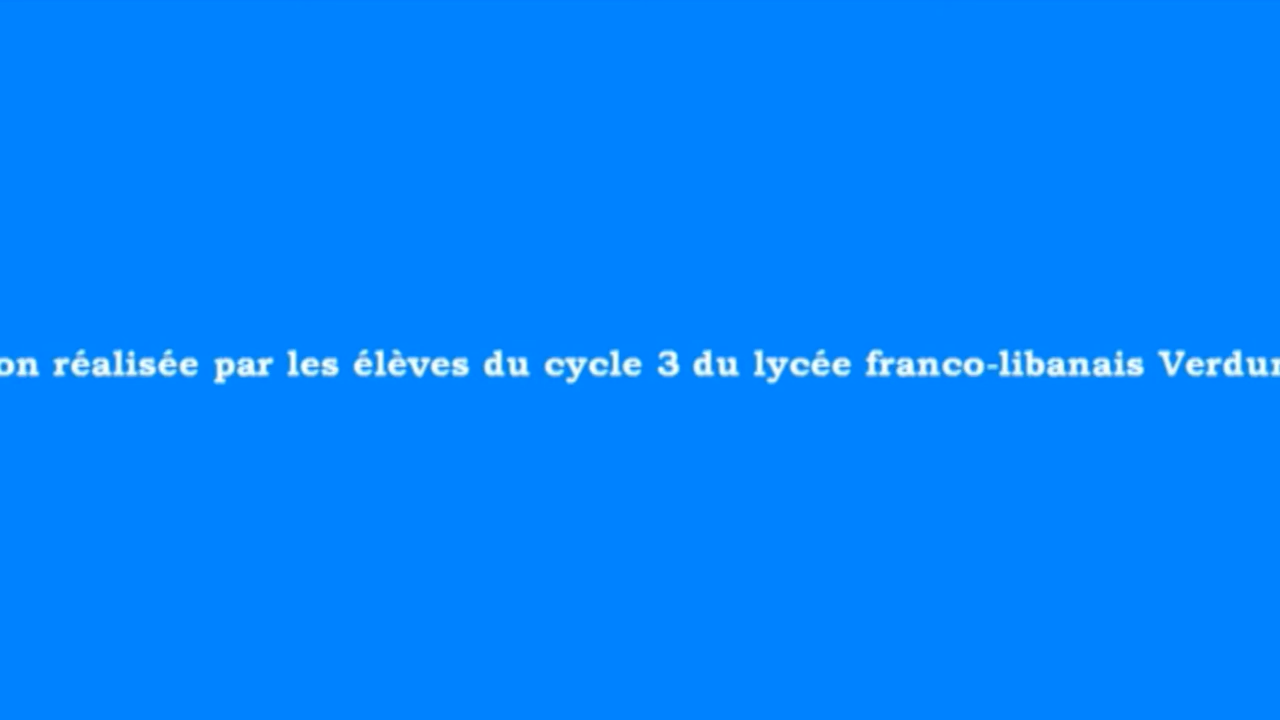 on réalisée par les élèves du cycle 3 du lycée franco-libanais Verdun